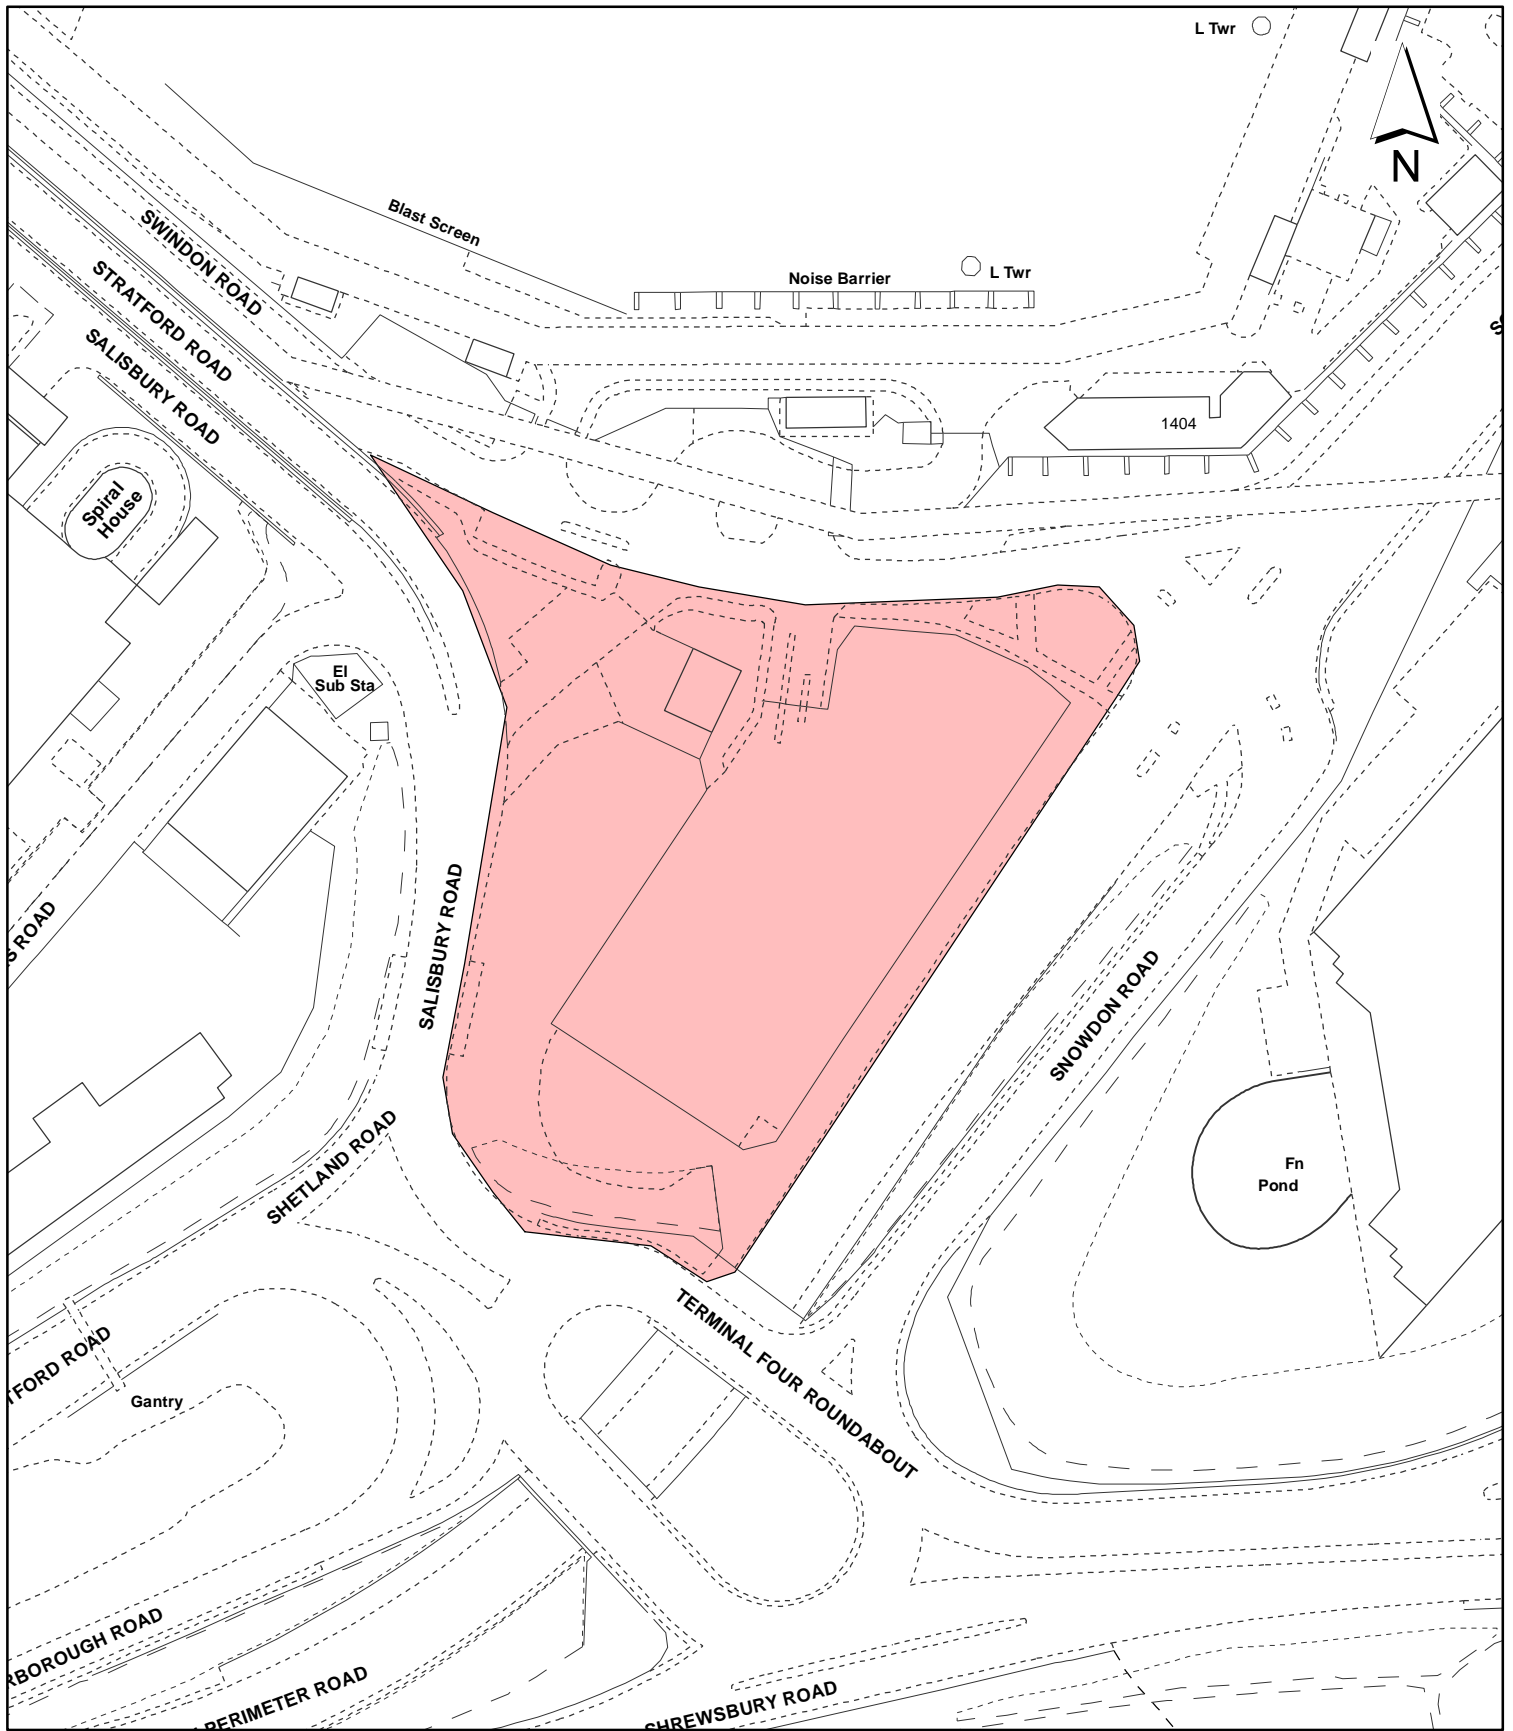 L Twr
N
Blast Screen
SWINDON ROAD
STRATFORD ROAD
SALISBURY ROAD
Noise Barrier
L Twr
1404
Spiral
House
El
Sub Sta
SALISBURY ROAD
S ROAD
SNOWDON ROAD
SHETLAND ROAD
Fn
Pond
TERMINAL FOUR ROUNDABOUT
TFORD ROAD
Gantry
RBOROUGH ROAD
PERIMETER ROAD
SHREWSBURY ROAD